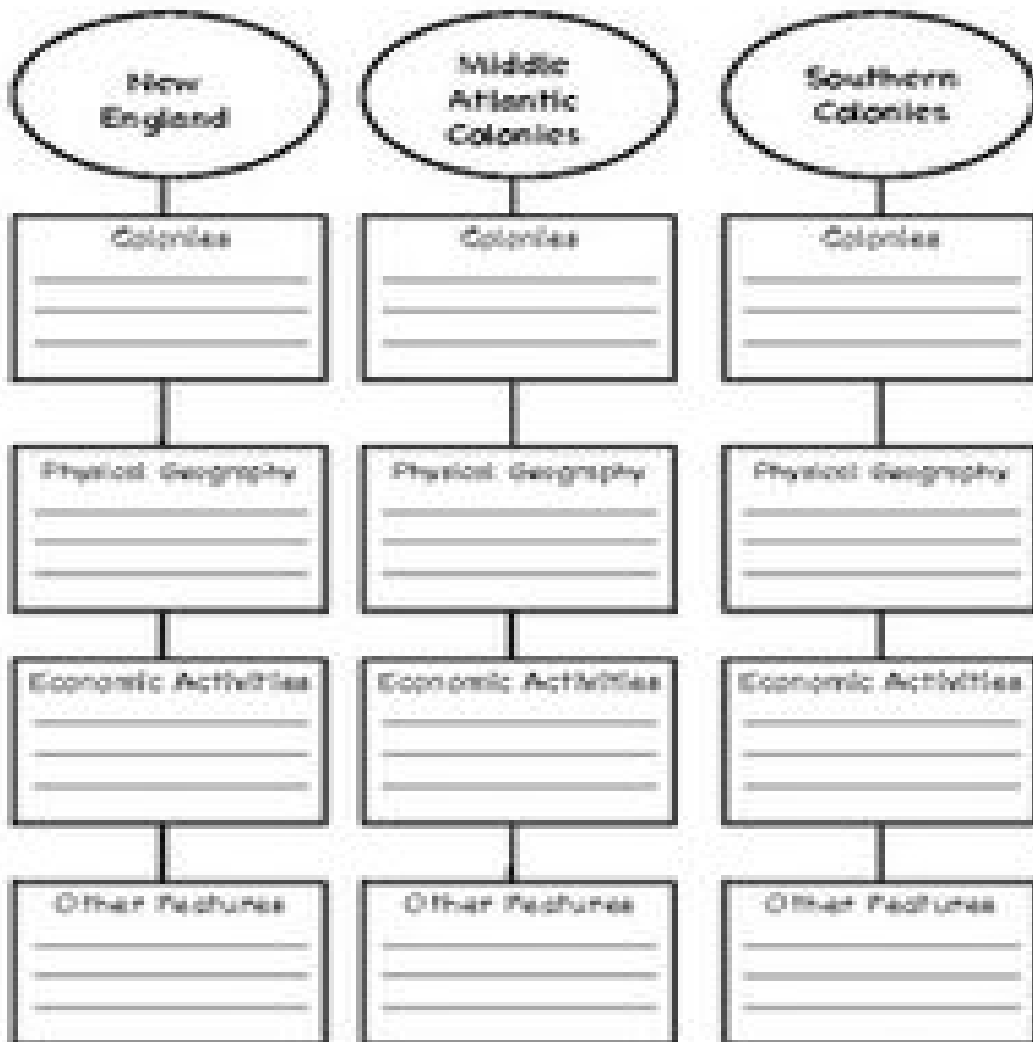 New
England
Middle
Atlantic
Colonies
Southern
Colonies
Colonies
Colonies
Colonies
Physical Geography
Physical Geography
Physical Geography
Economic Activities
Economic Activities
Economic Activities
Other Features
Other Features
Other Features